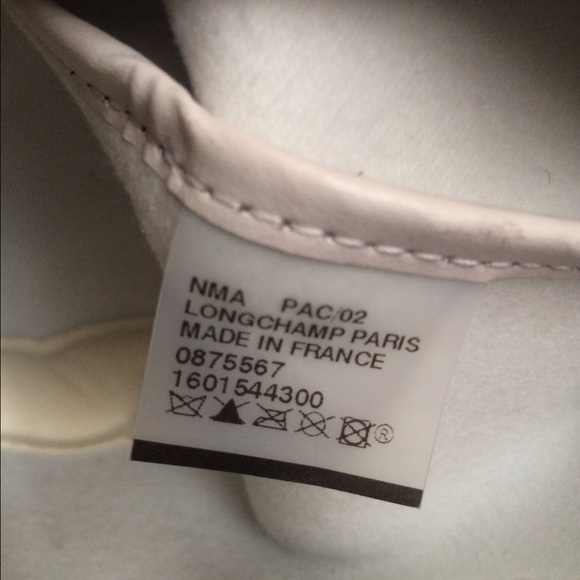 NMA PAC/02
LONGCHAMP PARIS
MADE IN FRANCE
0875567
1601544300
®